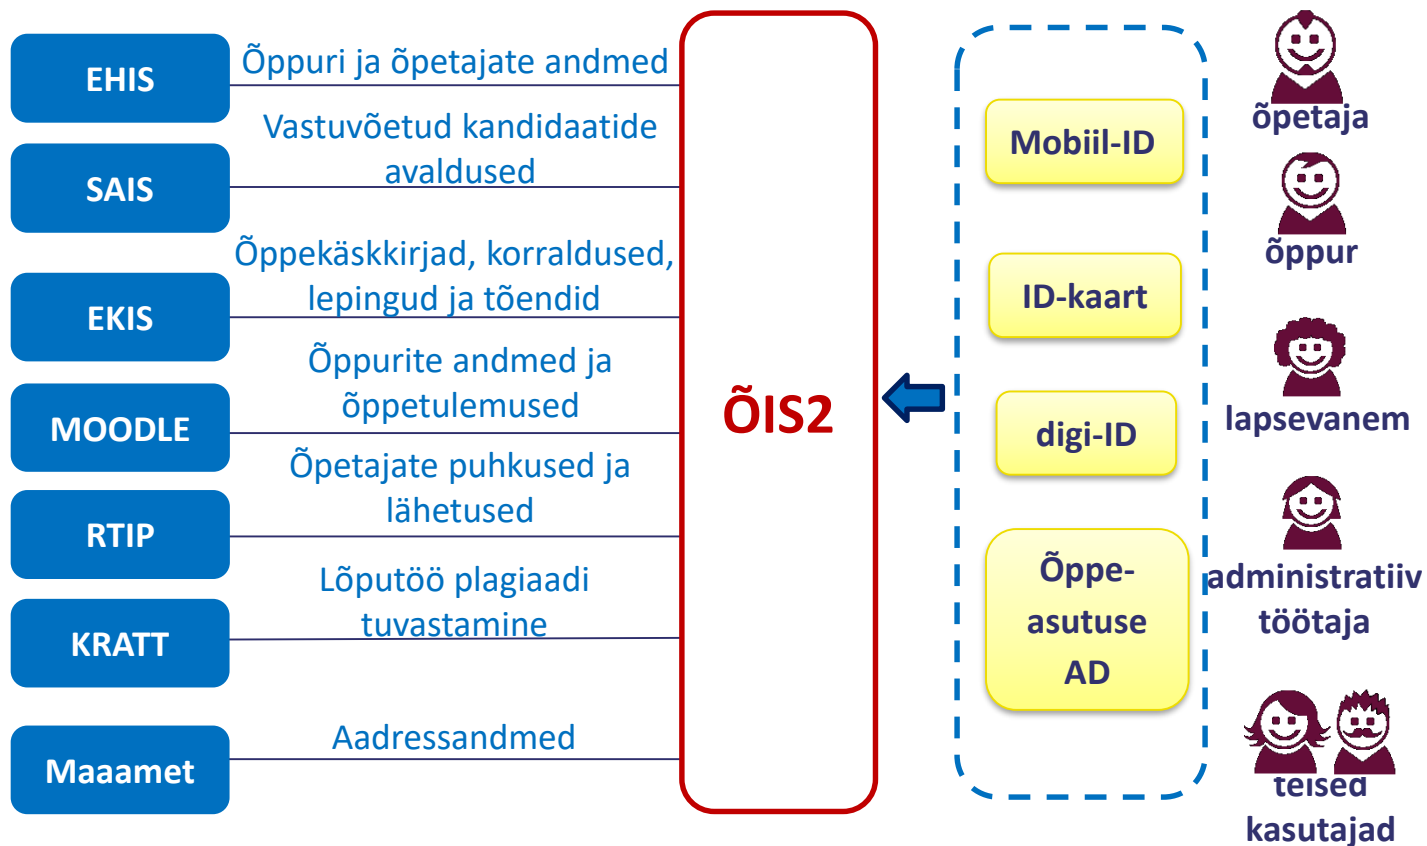 EHIS
Õppuri ja õpetajate andmed
SAIS
Vastuvõetud kandidaatide
avaldused
EKIS
Õppekäskkirjad, korraldused,
lepingud ja tõendid
MOODLE
Õppurite andmed ja
õppetulemused
RTIP
Õpetajate puhkused ja
lähetused
KRATT
Lõputöö plagiaadi
tuvastamine
Maaamet
Aadressandmed
ÕIS2
Mobiil-ID
ID-kaart
digi-ID
Õppe-
asutuse
AD
õpetaja
õppur
lapsevanem
administratiiv
töötaja
teised
kasutajad